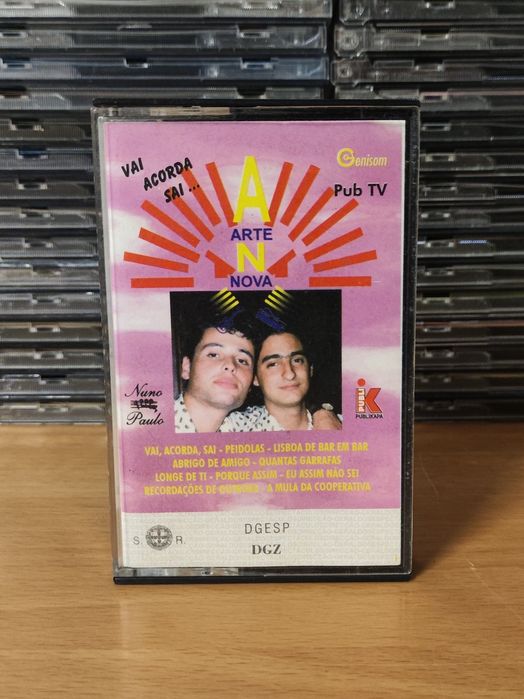 VAI
ACORDA
SAI ...
Genisom
Pub TV
A
ARTE
N
NOVA
Nuno
Paulo
PUBLI
K
PUBLIKAPA
VAI, ACORDA, SAI - PEIDOLAS - LISBOA DE BAR EM BAR
ABRIGO DE AMIGO - QUANTAS GARRAFAS
LONGE DE TI - PORQUE ASSIM - EU ASSIM NÃO SEI
RECORDAÇÕES DE - A MULA DA COOPERATIVA
S R.
DGESP
DGZ